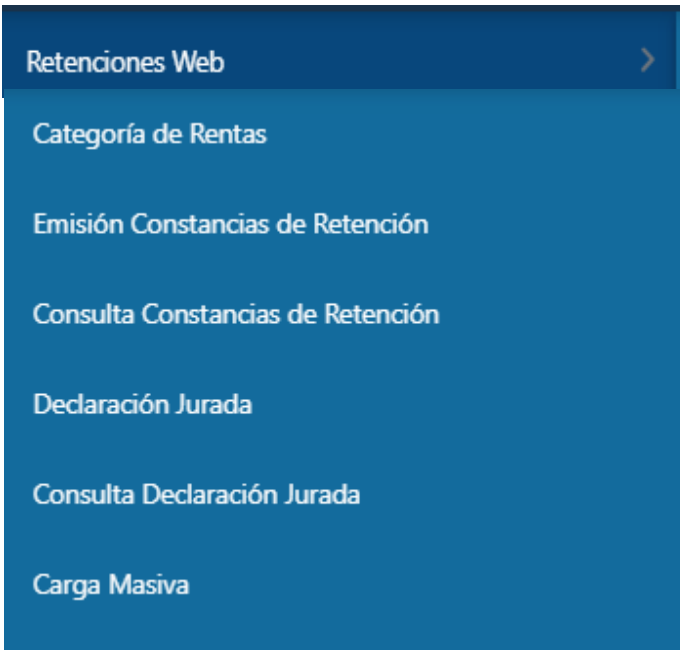 Retenciones Web
Categoría de Rentas
Emisión Constancias de Retención
Consulta Constancias de Retención
Declaración Jurada
Consulta Declaración Jurada
Carga Masiva